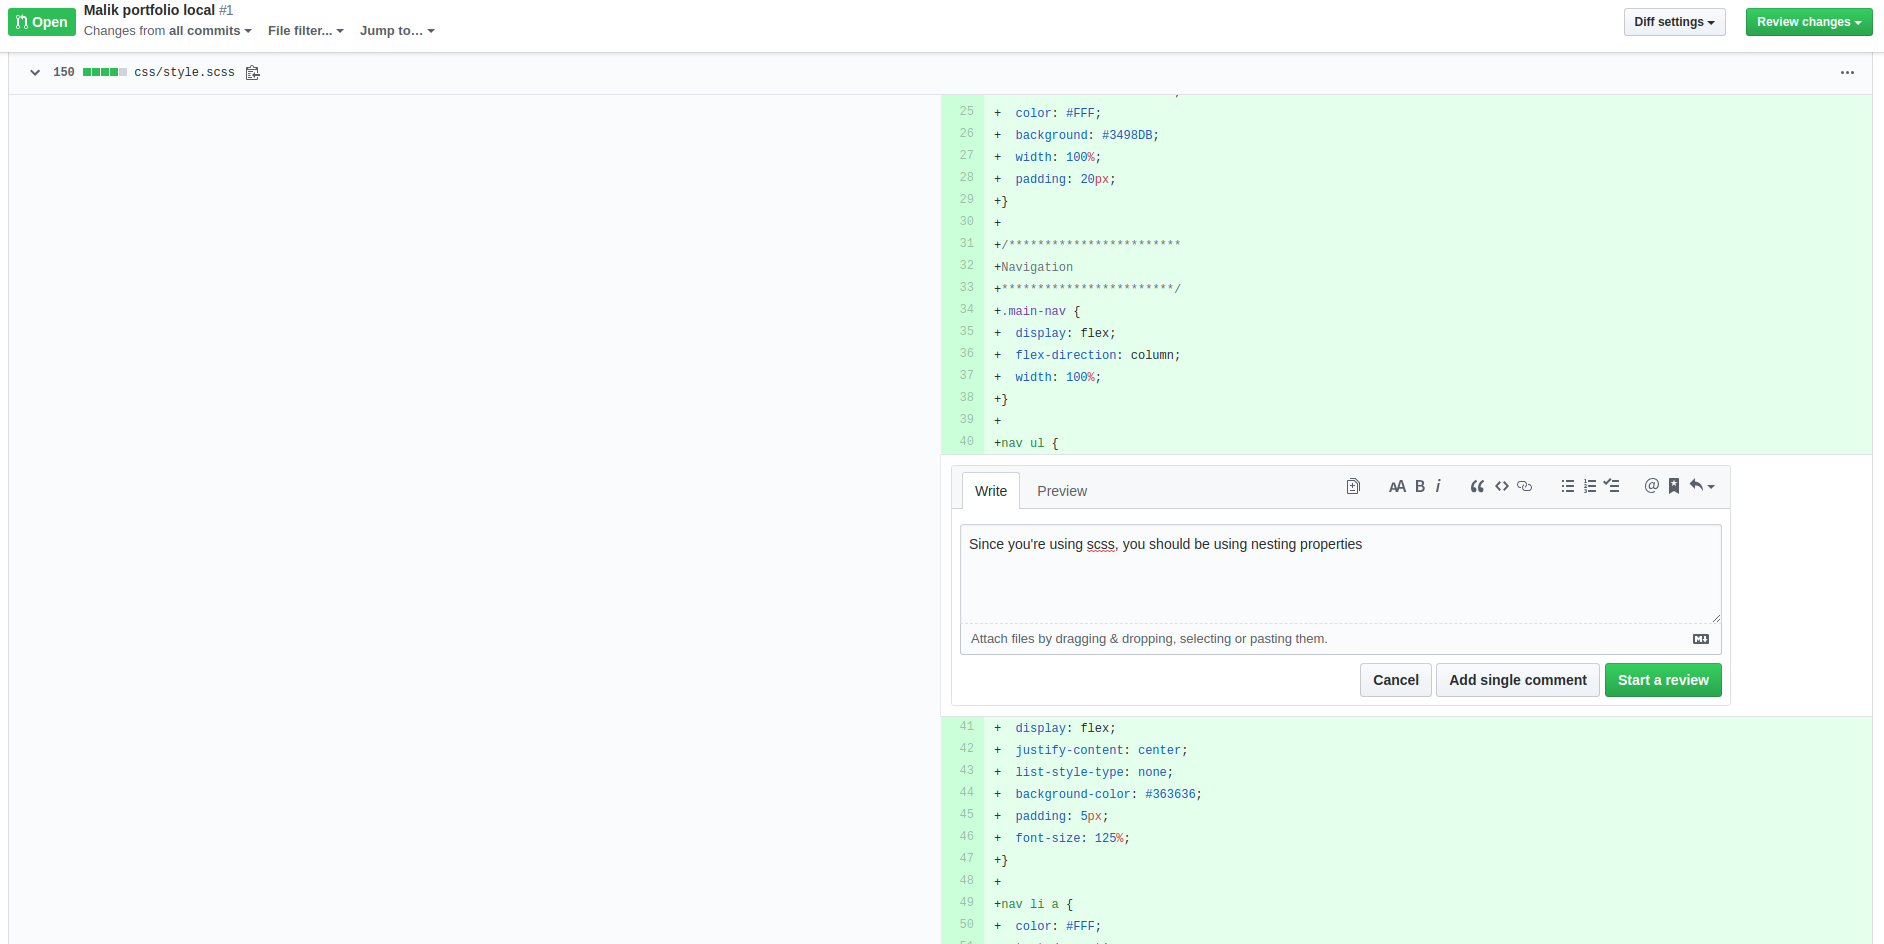 Open
Malik portfolio local #1
Changes from all commits
File filter...
Jump to...
Diff settings
Review changes
150
css/style.scss
25 + color: #FFF;
26 + background: #3498DB;
27 + width: 100%;
28 + padding: 20px;
29 +}
30 +
31 +/************************
32 +Navigation
33 +************************/
34 +.main-nav {
35 + display: flex;
36 + flex-direction: column;
37 + width: 100%;
38 +}
39 +
40 +nav ul {
Write
Preview
Since you're using scss, you should be using nesting properties
Attach files by dragging & dropping, selecting or pasting them.
Cancel
Add single comment
Start a review
41 + display: flex;
42 + justify-content: center;
43 + list-style-type: none;
44 + background-color: #363636;
45 + padding: 5px;
46 + font-size: 125%;
47 +}
48 +
49 +nav li a {
50 + color: #FFF;